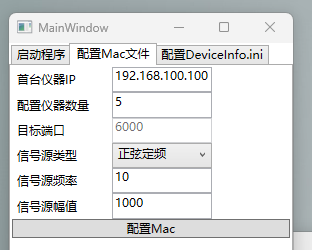 MainWindow
启动程序 配置Mac文件 配置DeviceInfo.ini
首台仪器IP 192.168.100.100
配置仪器数量 5
目标端口 6000
信号源类型 正弦定频
信号源频率 10
信号源幅值 1000
配置Mac